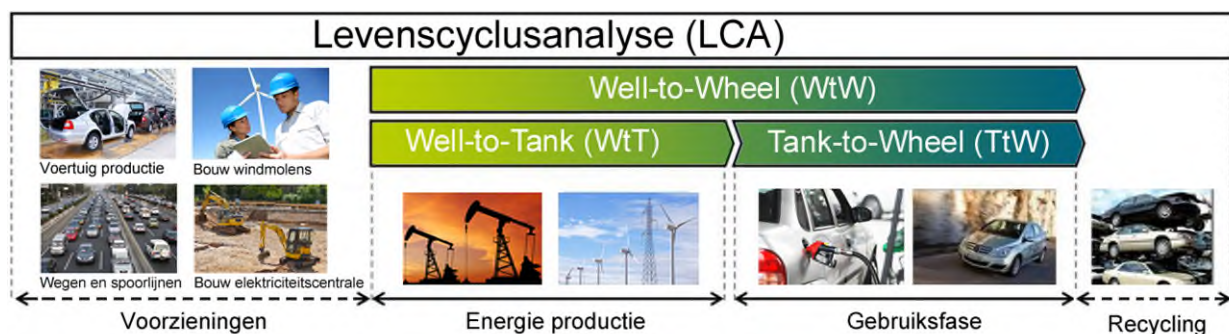 Levenscyclusanalyse (LCA)
Well-to-Wheel (WtW)
Well-to-Tank (WtT)
Tank-to-Wheel (TtW)
Voertuig productie
Bouw windmolens
Wegen en spoorlijnen
Bouw elektriciteitscentrale
Voorzieningen
Energie productie
Gebruiksfase
Recycling